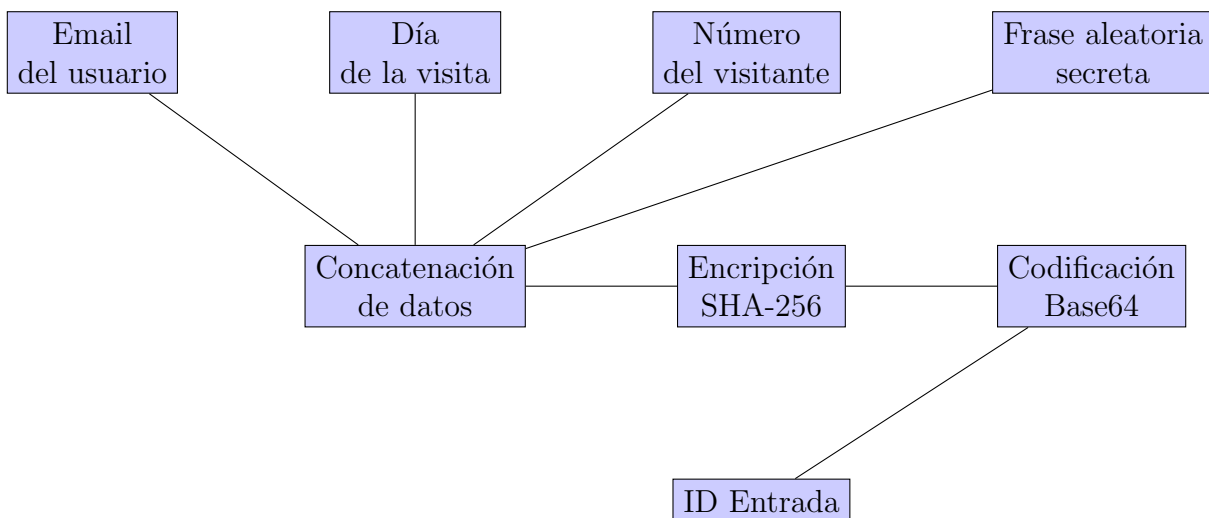 Email
del usuario
Día
de la visita
Número
del visitante
Frase aleatoria
secreta
Concatenación
de datos
Encripción
SHA-256
Codificación
Base64
ID Entrada